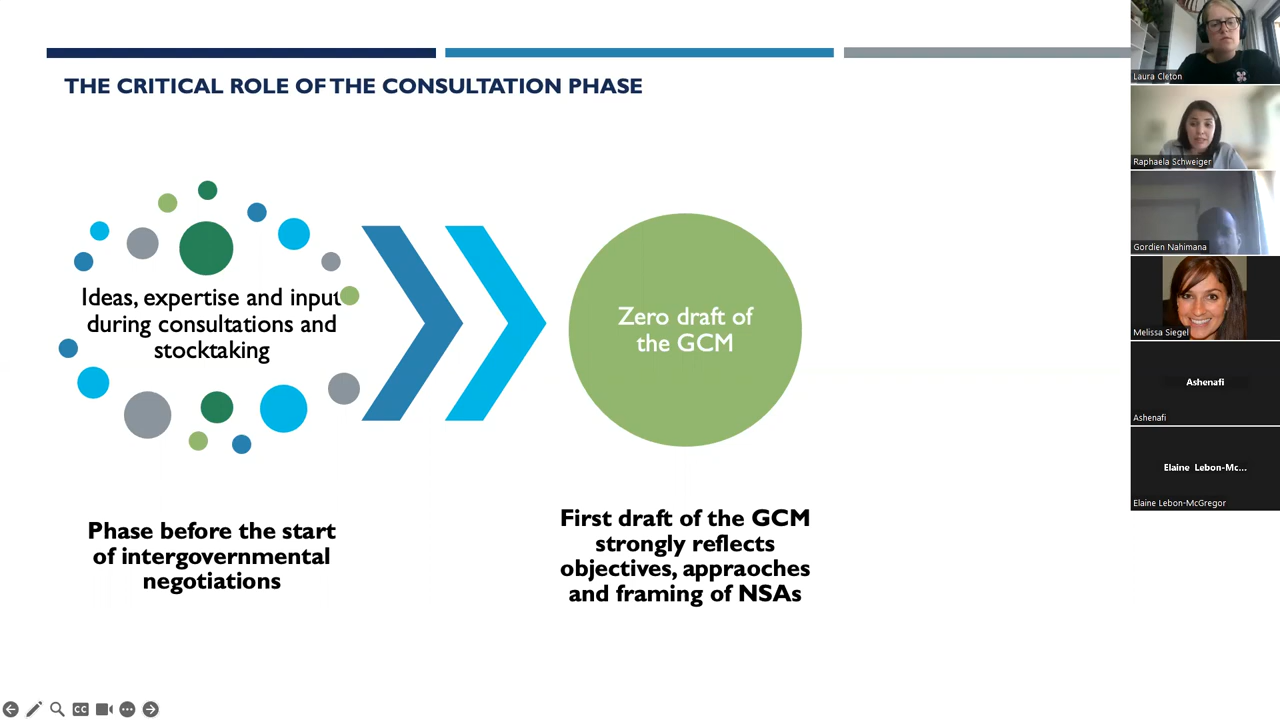 THE CRITICAL ROLE OF THE CONSULTATION PHASE
Ideas, expertise and input
during consultations and
stocktaking
Zero draft of
the GCM
Phase before the start
of intergovernmental
negotiations
First draft of the GCM
strongly reflects
objectives, appraoches
and framing of NSAs
Laura Cleton
Raphaela Schweiger
Gordien Nahimana
Melissa Siegel
Ashenafi
Ashenafi
Elaine Lebon-Mc...
Elaine Lebon-McGregor
CC